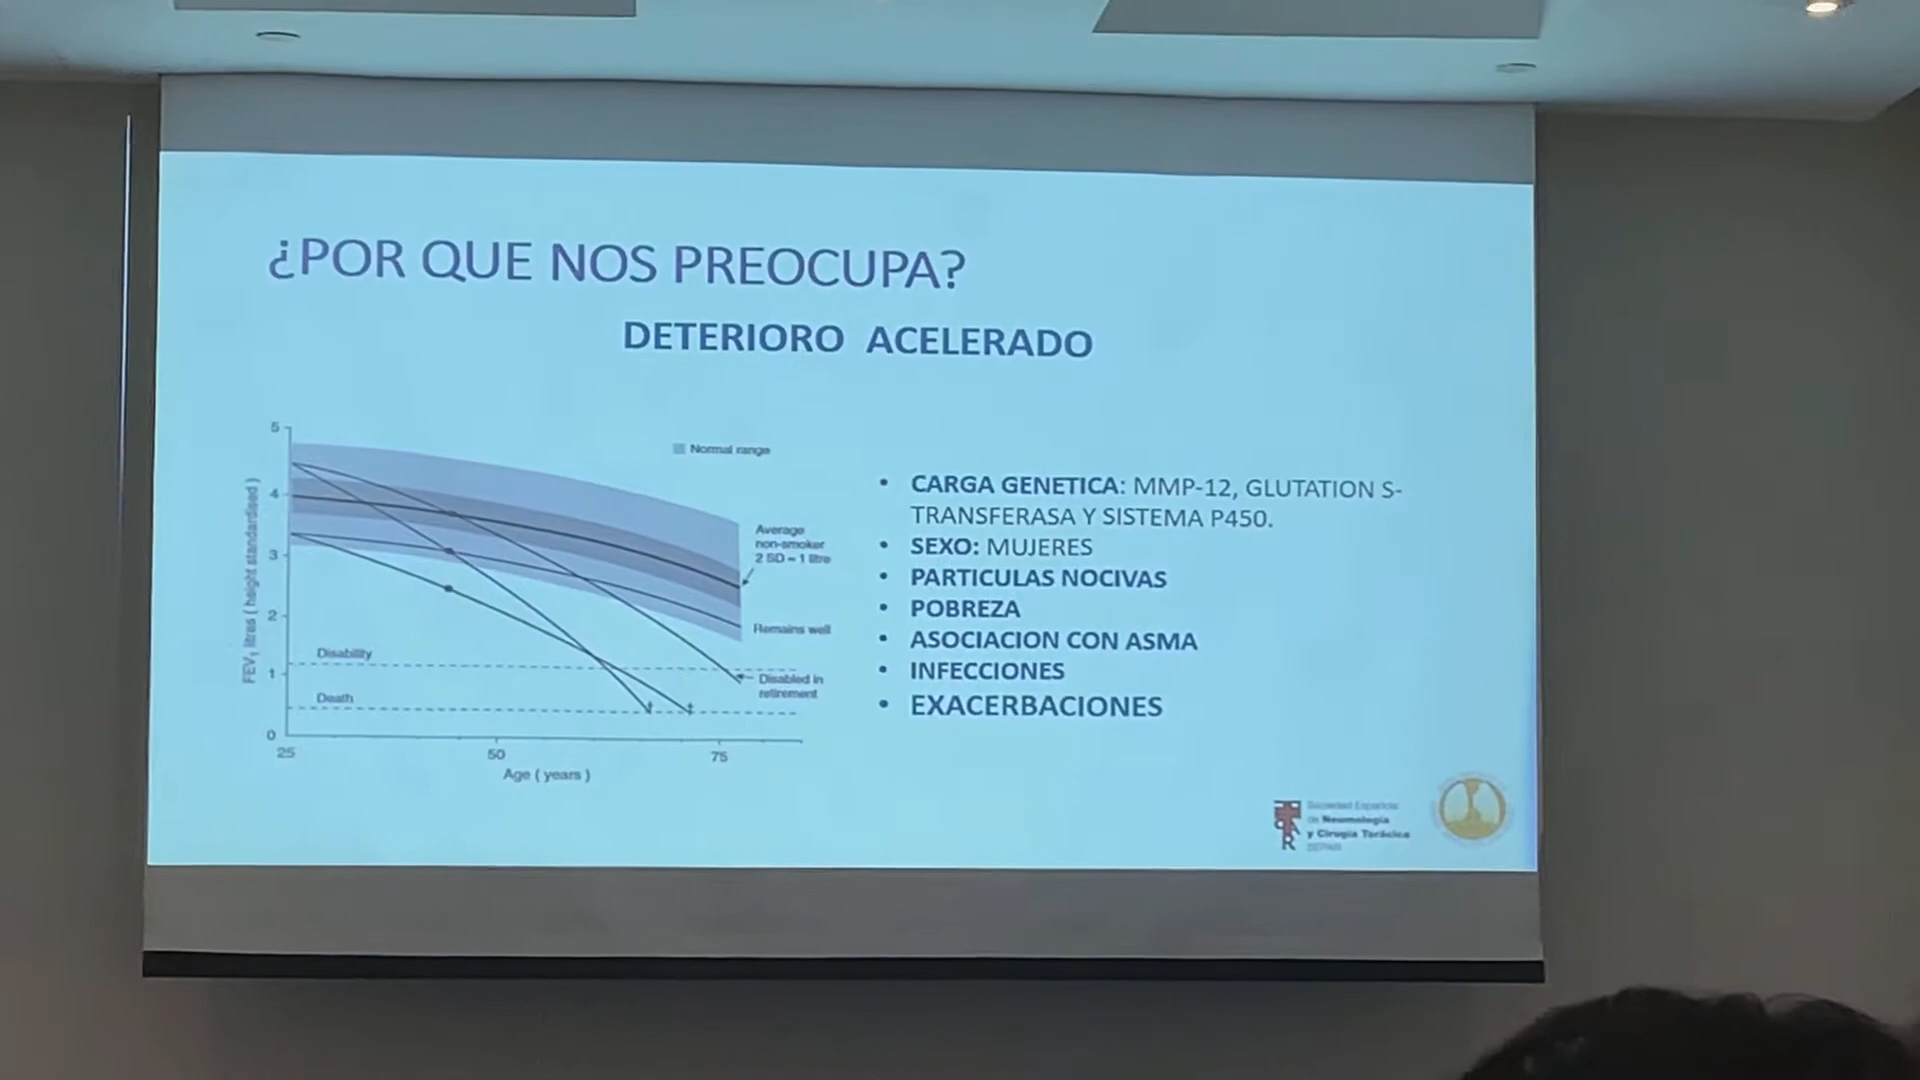 ¿POR QUE NOS PREOCUPA?
DETERIORO ACELERADO
5
4
3
2
1
0
FEV1 litres ( height standardised )
Normal range
Average
non-smoker
2 SD ~ 1 litre
Remains well
Disability
Disabled in
retirement
Death
25
50
75
Age ( years )
• CARGA GENETICA: MMP-12, GLUTATION S-
TRANSFERASA Y SISTEMA P450.
• SEXO: MUJERES
• PARTICULAS NOCIVAS
• POBREZA
• ASOCIACION CON ASMA
• INFECCIONES
• EXACERBACIONES
Sociedad Española
de Neumología
y Cirugía Torácica
SEPAR